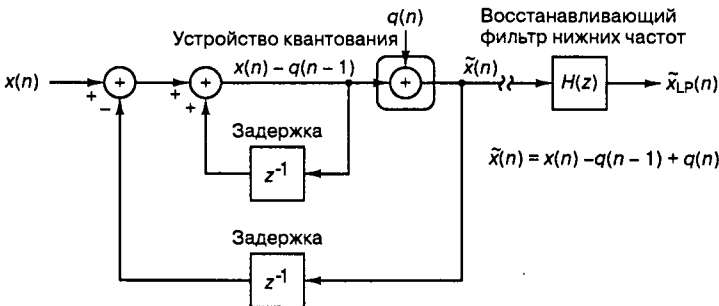 q(n)
Восстанавливающий
фильтр нижних частот
Устройство квантования
x(n)
x(n) – q(n – 1)
x̃(n)
+
+
+
+
–
+
+
H(z)
x̃LP(n)
Задержка
z⁻¹
x̃(n) = x(n) –q(n – 1) + q(n)
Задержка
z⁻¹